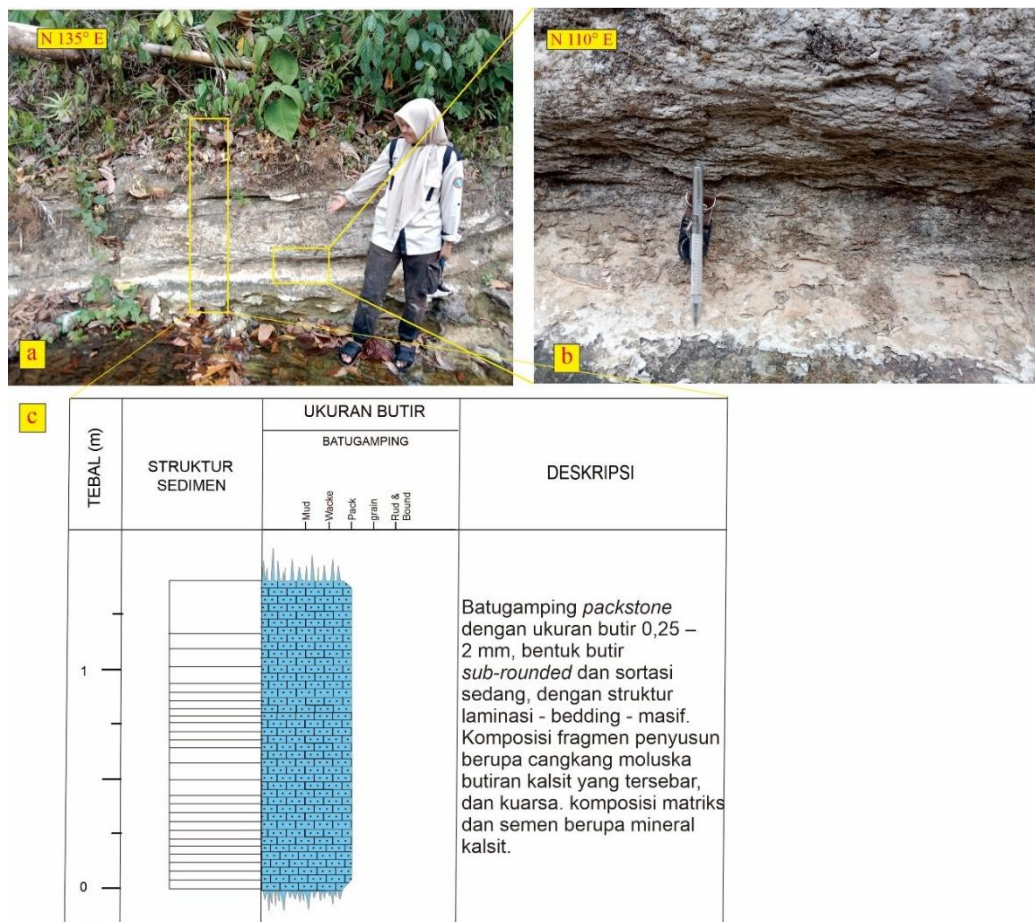 N 135° E
N 110° E
a
b
c
TEBAL (m)
STRUKTUR
SEDIMEN
UKURAN BUTIR
BATUGAMPING
Mud
Wacke
Pack
grain
Rud &
Bound
DESKRIPSI
1
0
Batugamping packstone
dengan ukuran butir 0,25 –
2 mm, bentuk butir
sub-rounded dan sortasi
sedang, dengan struktur
laminasi - bedding - masif.
Komposisi fragmen penyusun
berupa cangkang moluska
butiran kalsit yang tersebar,
dan kuarsa. komposisi matriks
dan semen berupa mineral
kalsit.